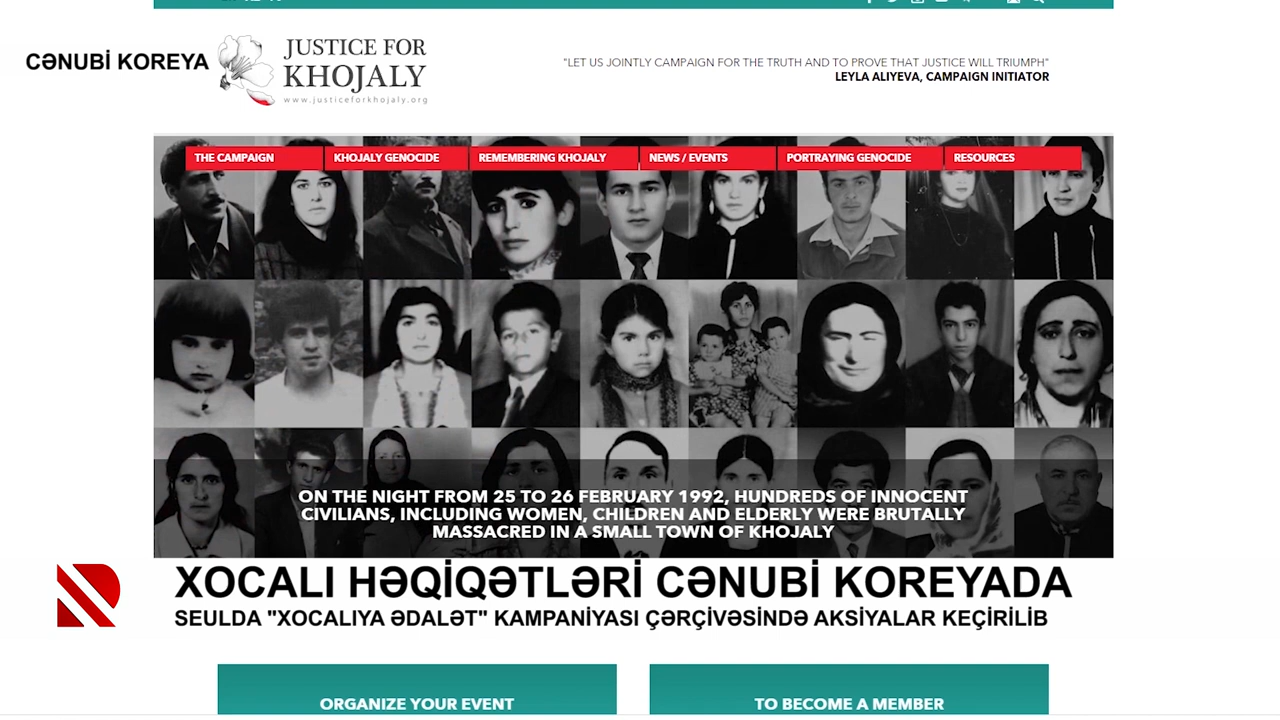 CƏNUBİ KOREYA
JUSTICE FOR
KHOJALY
www.justiceforkhojaly.org
"LET US JOINTLY CAMPAIGN FOR THE TRUTH AND TO PROVE THAT JUSTICE WILL TRIUMPH"
LEYLA ALIYEVA, CAMPAIGN INITIATOR
THE CAMPAIGN
KHOJALY GENOCIDE
REMEMBERING KHOJALY
NEWS / EVENTS
PORTRAYING GENOCIDE
RESOURCES
ON THE NIGHT FROM 25 TO 26 FEBRUARY 1992, HUNDREDS OF INNOCENT
CIVILIANS, INCLUDING WOMEN, CHILDREN AND ELDERLY WERE BRUTALLY
MASSACRED IN A SMALL TOWN OF KHOJALY
XOCALI HƏQİQƏTLƏRİ CƏNUBİ KOREYADA
SEULDA "XOCALIYA ƏDALƏT" KAMPANİYASI ÇƏRÇİVƏSİNDƏ AKSİYALAR KEÇİRİLİB
ORGANIZE YOUR EVENT
TO BECOME A MEMBER